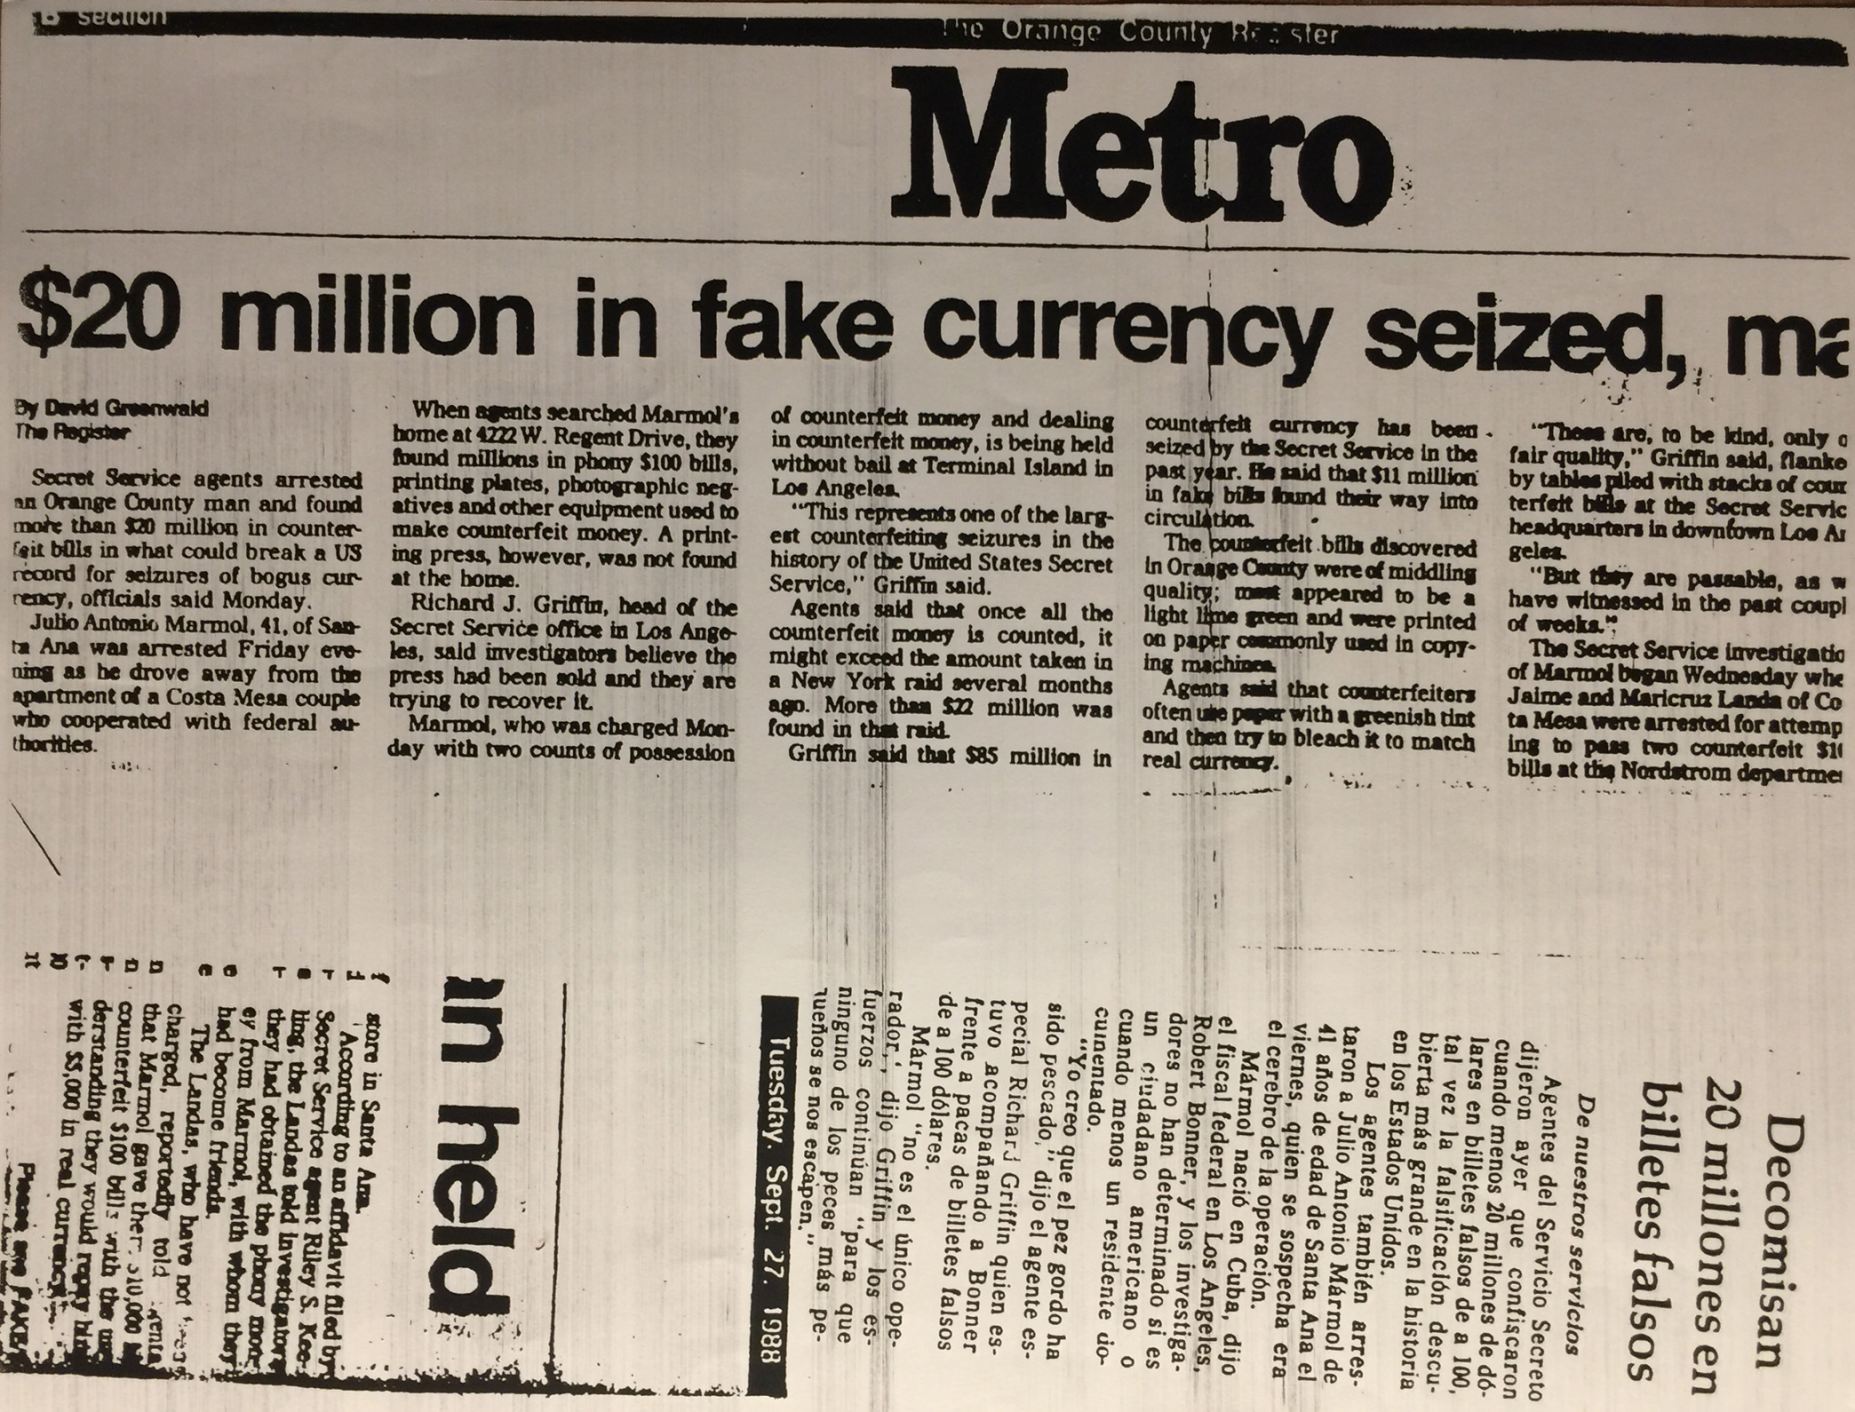 B section
The Orange County Register
Metro
$20 million in fake currency seized, ma
By David Greenwald
The Register
Secret Service agents arrested
an Orange County man and found
more than $20 million in counter-
feit bills in what could break a US
record for seizures of bogus cur-
rency, officials said Monday.
Julio Antonio Marmol, 41, of San-
ta Ana was arrested Friday eve-
ning as he drove away from the
apartment of a Costa Mesa couple
who cooperated with federal au-
thorities.
When agents searched Marmol's
home at 4222 W. Regent Drive, they
found millions in phony $100 bills,
printing plates, photographic neg-
atives and other equipment used to
make counterfeit money. A print-
ing press, however, was not found
at the home.
Richard J. Griffin, head of the
Secret Service office in Los Ange-
les, said investigators believe the
press had been sold and they are
trying to recover it.
Marmol, who was charged Mon-
day with two counts of possession
of counterfeit money and dealing
in counterfeit money, is being held
without bail at Terminal Island in
Los Angeles.
"This represents one of the larg-
est counterfeiting seizures in the
history of the United States Secret
Service," Griffin said.
Agents said that once all the
counterfeit money is counted, it
might exceed the amount taken in
a New York raid several months
ago. More than $22 million was
found in that raid.
Griffin said that $85 million in
counterfeit currency has been
seized by the Secret Service in the
past year. He said that $11 million
in fake bills found their way into
circulation.
The counterfeit bills discovered
in Orange County were of middling
quality; most appeared to be a
light lime green and were printed
on paper commonly used in copy-
ing machines.
Agents said that counterfeiters
often use paper with a greenish tint
and then try to bleach it to match
real currency.
"These are, to be kind, only o
fair quality," Griffin said, flanke
by tables piled with stacks of coun
terfeit bills at the Secret Servic
headquarters in downtown Los An
geles.
"But they are passable, as w
have witnessed in the past coupl
of weeks."
The Secret Service investigatio
of Marmol began Wednesday whe
Jaime and Maricruz Landa of Co
ta Mesa were arrested for attemp
ing to pass two counterfeit $10
bills at the Nordstrom departmen
an held
store in Santa Ana.
According to an affidavit filed by
Secret Service agent Riley S. Kee-
ling, the Landas told investigators
they had obtained the phony mon-
ey from Marmol, with whom they
had become friends.
The Landas, who have not
charged, reportedly told
that Marmol gave them $10,000
counterfeit $100 bills with the un-
derstanding they would repay him
with $3,000 in real currency.
Please see FAKE/
Tuesday, Sept. 27, 1988
Decomisan
20 millones en
billetes falsos
De nuestros servicios
Agentes del Servicio Secreto
dijeron ayer que confiscaron
cuando menos 20 millones de dó-
lares en billetes falsos de a 100,
tal vez la falsificación descu-
bierta más grande en la historia
en los Estados Unidos.
Los agentes también arres-
taron a Julio Antonio Mármol de
41 años de edad de Santa Ana el
viernes, quien se sospecha era
el cerebro de la operación.
Mármol nació en Cuba, dijo
el fiscal federal en Los Angeles,
Robert Bonner, y los investiga-
dores no han determinado si es
un ciudadano americano o
cuando menos un residente do-
cumentado.
"Yo creo que el pez gordo ha
sido pescado," dijo el agente es-
pecial Richard Griffin quien es-
tuvo acompañando a Bonner
frente a pacas de billetes falsos
de a 100 dólares.
Mármol "no es el único ope-
rador", dijo Griffin y los es-
fuerzos continúan "para que
ninguno de los peces más pe-
queños se nos escapen."